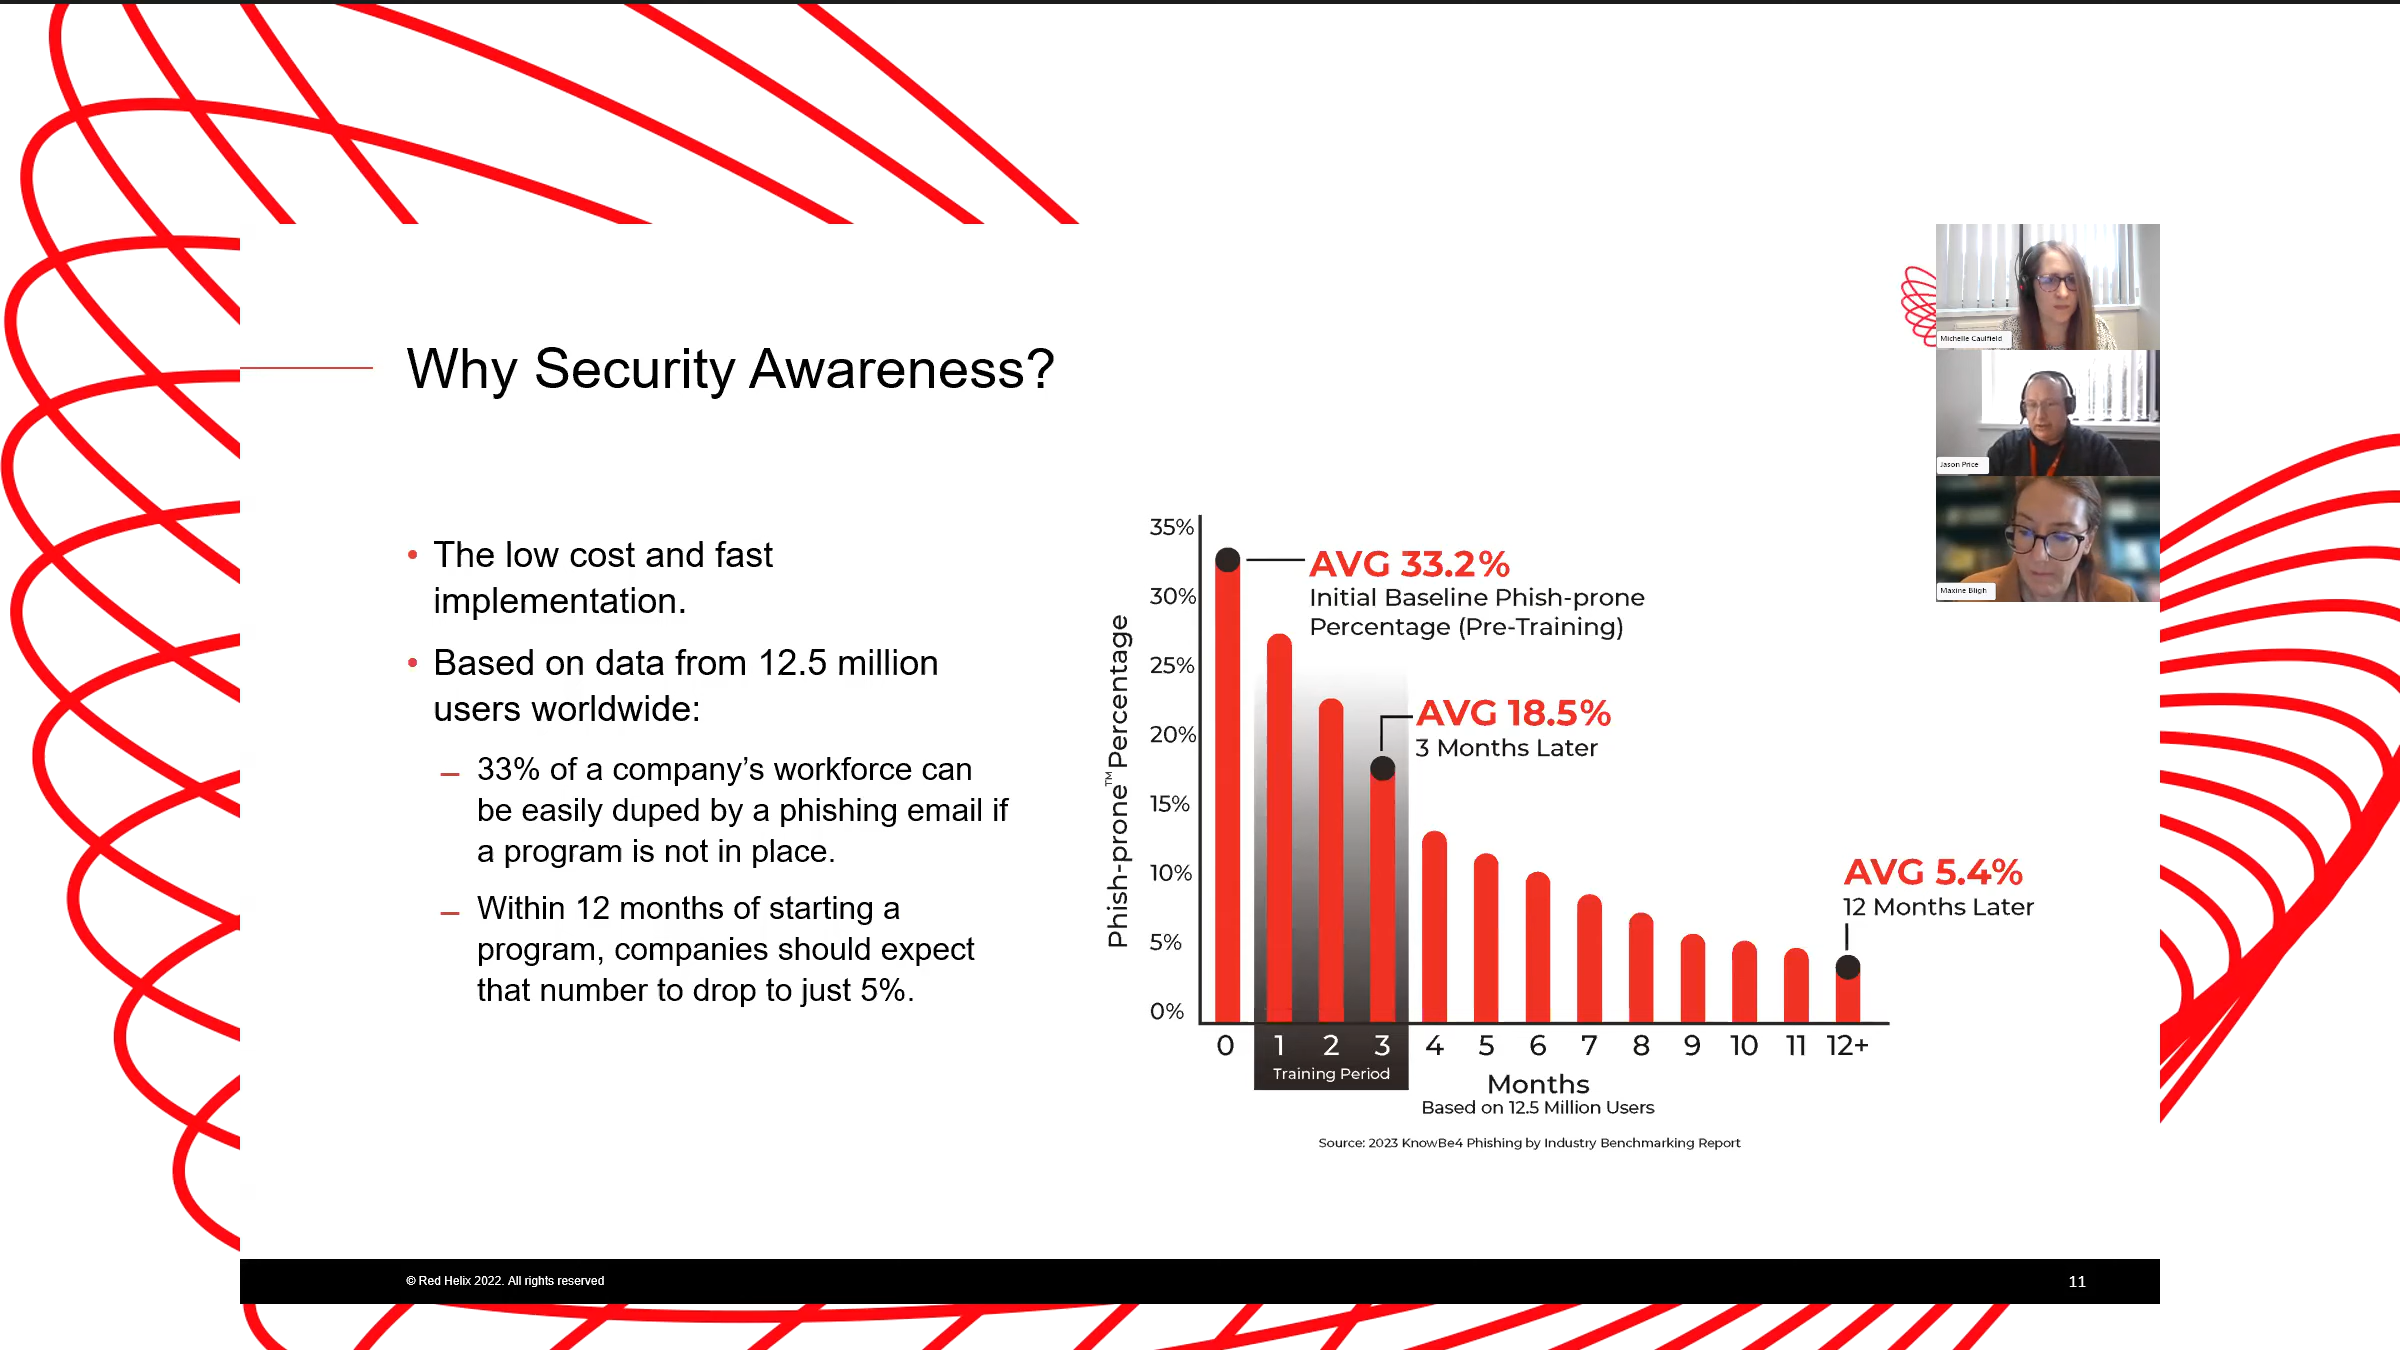 Why Security Awareness?
• The low cost and fast
implementation.
• Based on data from 12.5 million
users worldwide:
– 33% of a company’s workforce can
be easily duped by a phishing email if
a program is not in place.
– Within 12 months of starting a
program, companies should expect
that number to drop to just 5%.
Phish-prone™ Percentage
35%
30%
25%
20%
15%
10%
5%
0%
AVG 33.2%
Initial Baseline Phish-prone
Percentage (Pre-Training)
AVG 18.5%
3 Months Later
AVG 5.4%
12 Months Later
0 1 2 3 4 5 6 7 8 9 10 11 12+
Training Period
Months
Based on 12.5 Million Users
Source: 2023 KnowBe4 Phishing by Industry Benchmarking Report
Michelle Caulfield
Jason Price
Maxine Bligh
© Red Helix 2022. All rights reserved
11